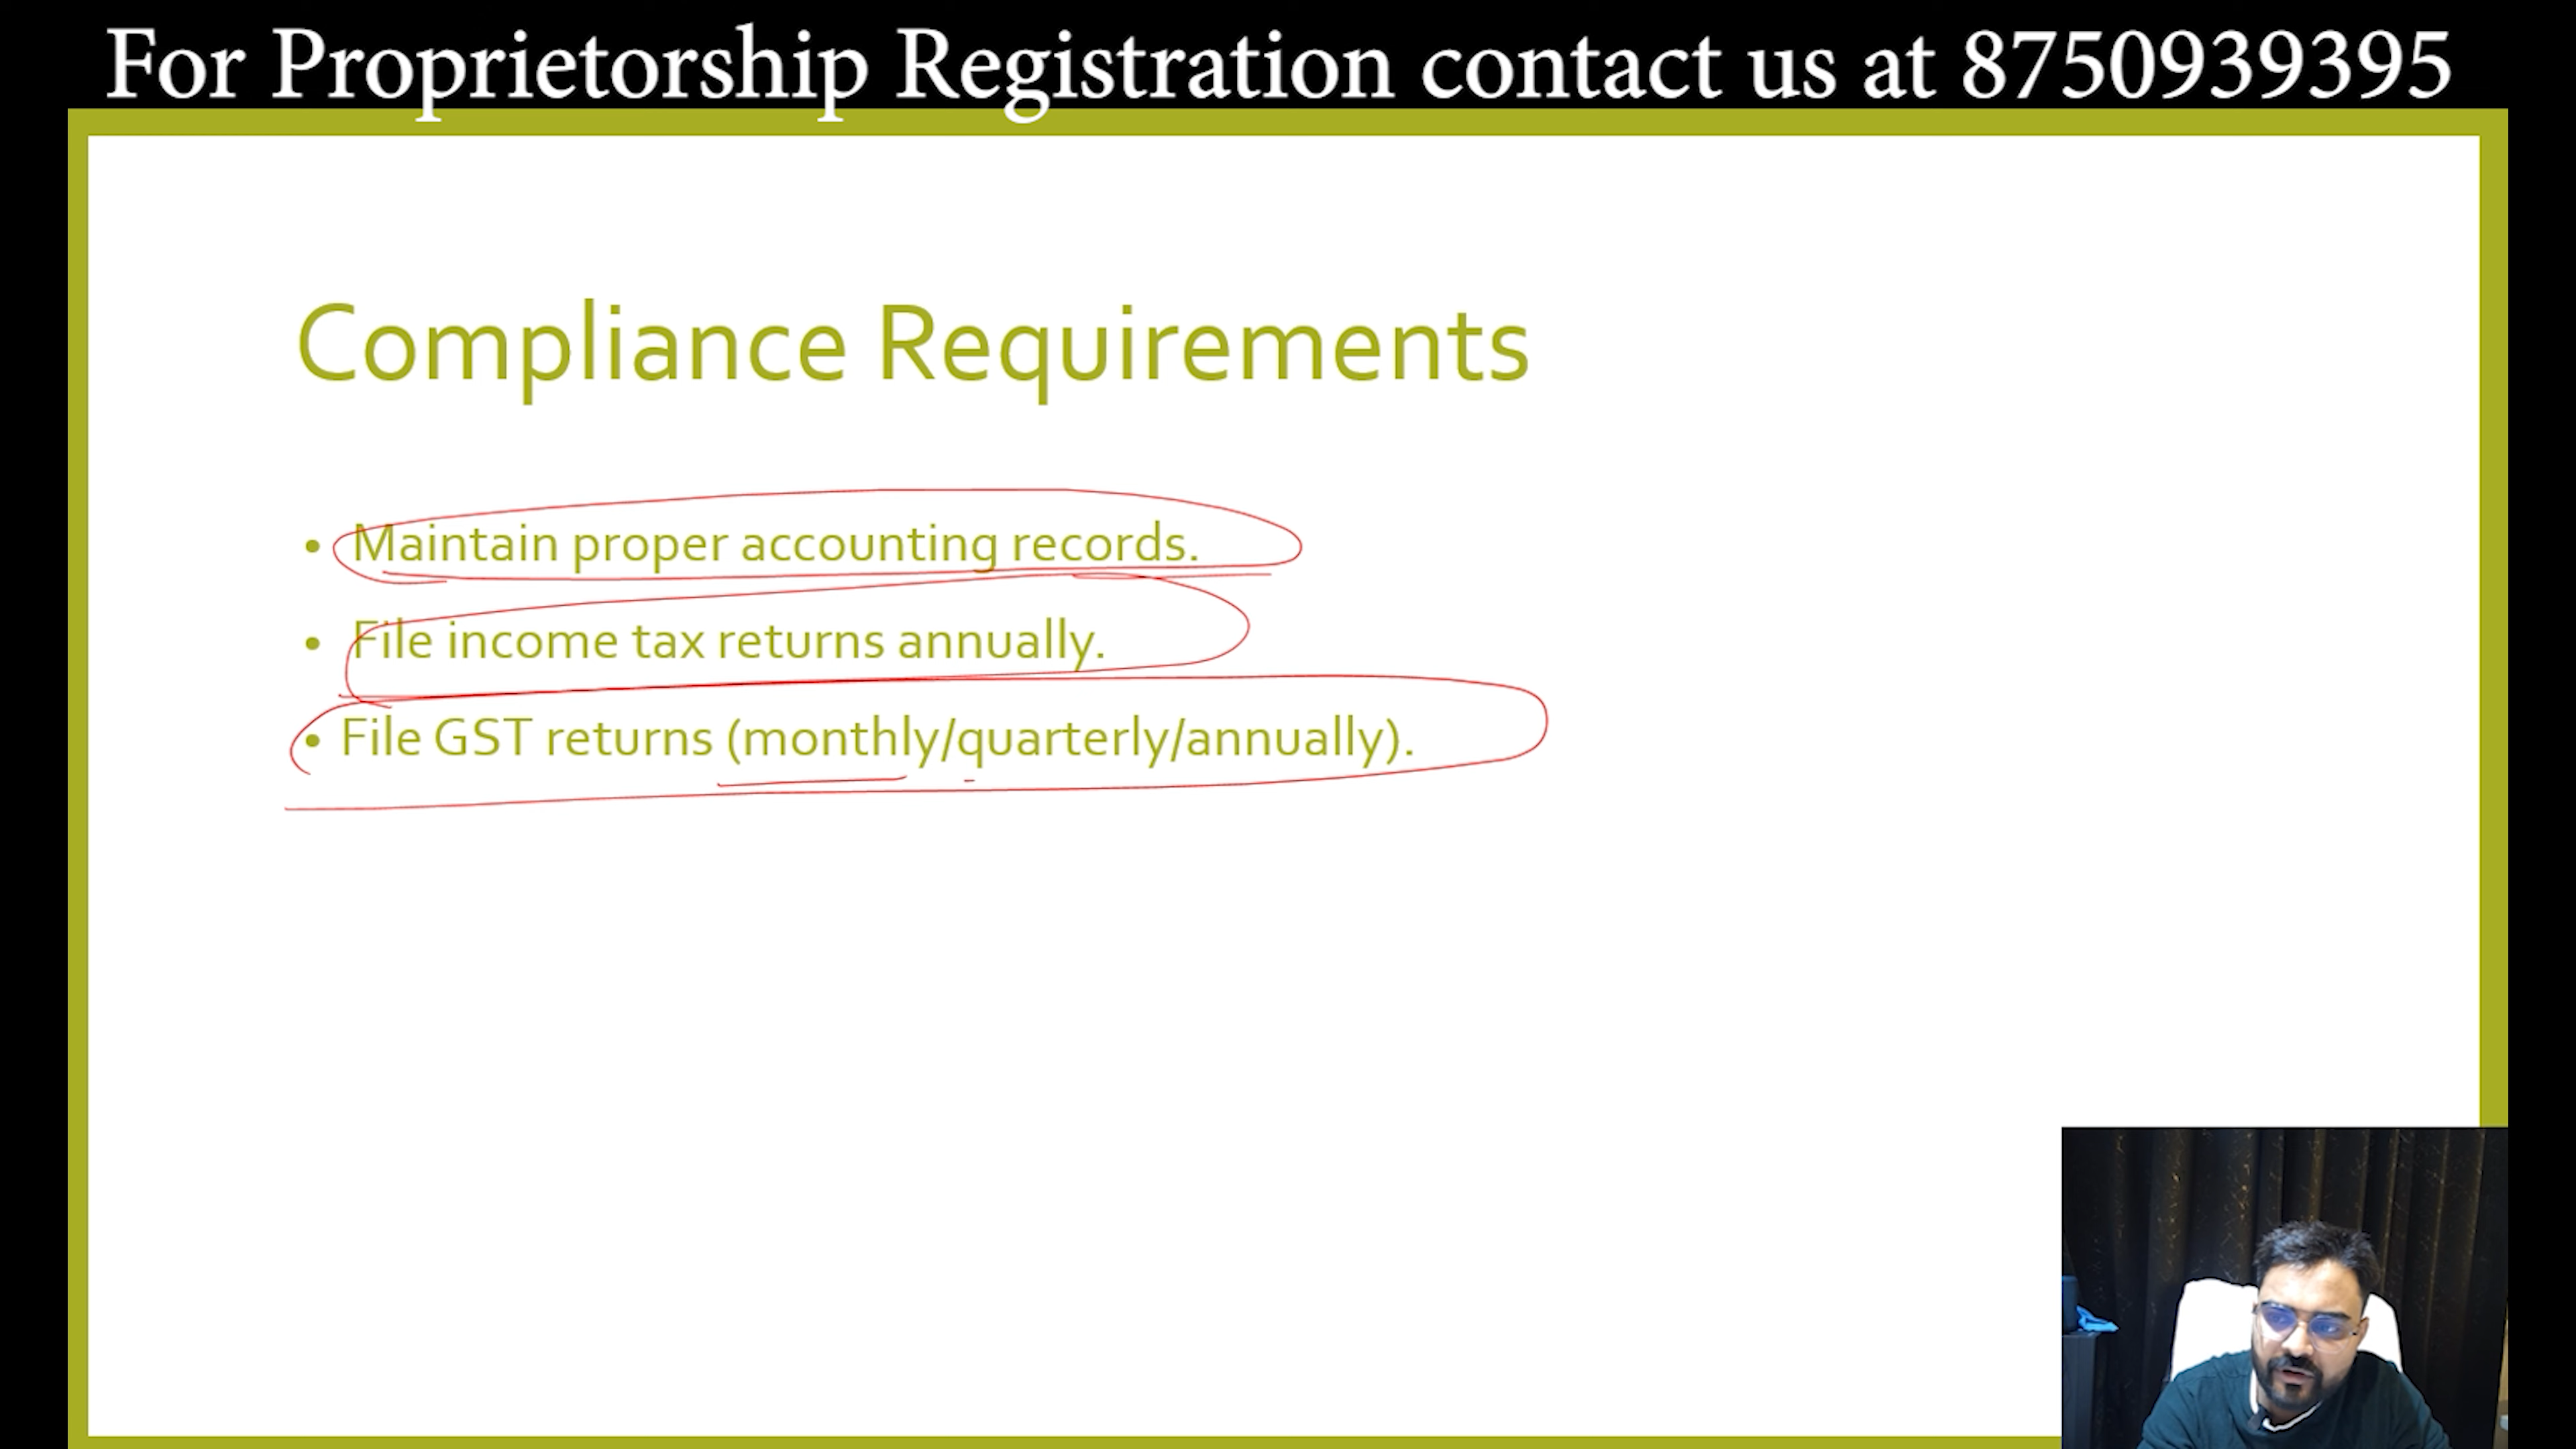 For Proprietorship Registration contact us at 8750939395
Compliance Requirements
• Maintain proper accounting records.
• File income tax returns annually.
• File GST returns (monthly/quarterly/annually).